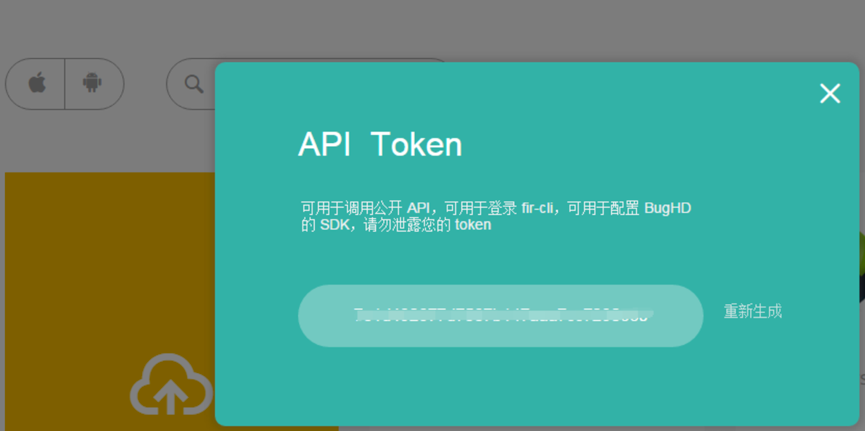 API Token
可用于调用公开 API，可用于登录 fir-cli，可用于配置 BugHD
的 SDK，请勿泄露您的 token
重新生成